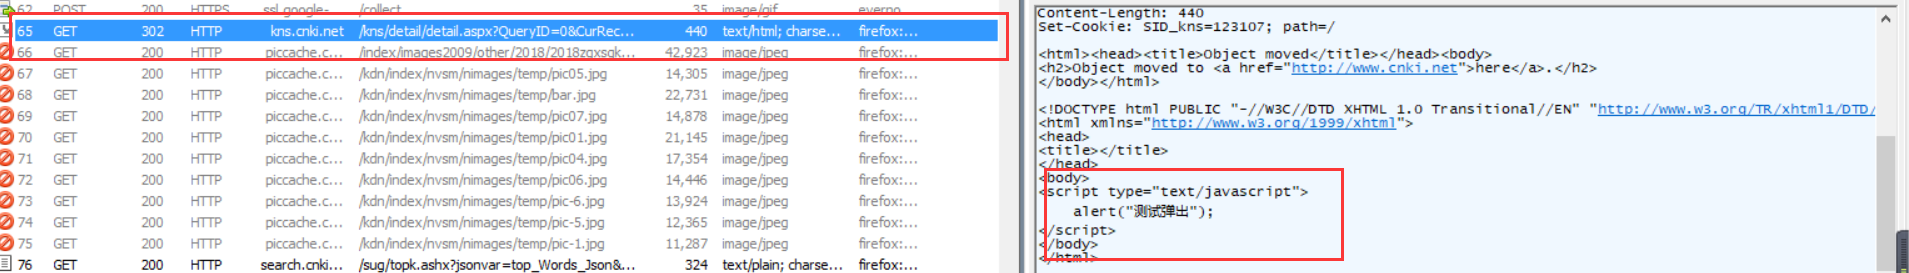 62 POST 200 HTTPS ssl.google- /collect 35 image/gif everno...
65 GET 302 HTTP kns.cnki.net /kns/detail/detail.aspx?QueryID=0&CurRec... 440 text/html; charse... firefox:...
66 GET 200 HTTP piccache.c... /index/images2009/other/2018/2018zgxsqk... 42,923 image/jpeg firefox:...
67 GET 200 HTTP piccache.c... /kdn/index/nvsm/nimages/temp/pic05.jpg 14,305 image/jpeg firefox:...
68 GET 200 HTTP piccache.c... /kdn/index/nvsm/nimages/temp/bar.jpg 22,731 image/jpeg firefox:...
69 GET 200 HTTP piccache.c... /kdn/index/nvsm/nimages/temp/pic07.jpg 14,878 image/jpeg firefox:...
70 GET 200 HTTP piccache.c... /kdn/index/nvsm/nimages/temp/pic01.jpg 21,145 image/jpeg firefox:...
71 GET 200 HTTP piccache.c... /kdn/index/nvsm/nimages/temp/pic04.jpg 17,354 image/jpeg firefox:...
72 GET 200 HTTP piccache.c... /kdn/index/nvsm/nimages/temp/pic06.jpg 14,446 image/jpeg firefox:...
73 GET 200 HTTP piccache.c... /kdn/index/nvsm/nimages/temp/pic-6.jpg 13,924 image/jpeg firefox:...
74 GET 200 HTTP piccache.c... /kdn/index/nvsm/nimages/temp/pic-5.jpg 12,365 image/jpeg firefox:...
75 GET 200 HTTP piccache.c... /kdn/index/nvsm/nimages/temp/pic-1.jpg 11,287 image/jpeg firefox:...
76 GET 200 HTTP search.cnki... /sug/topk.ashx?jsonvar=top_Words_Json&... 324 text/plain; charse... firefox:...
Content-Length: 440
Set-Cookie: SID_kns=123107; path=/
<html><head><title>Object moved</title></head><body>
<h2>Object moved to <a href="http://www.cnki.net">here</a>.</h2>
</body></html>
<!DOCTYPE html PUBLIC "-//W3C//DTD XHTML 1.0 Transitional//EN" "http://www.w3.org/TR/xhtml1/DTD/
<html xmlns="http://www.w3.org/1999/xhtml">
<head>
<title></title>
</head>
<body>
<script type="text/javascript">
alert("测试弹出");
</script>
</body>
</html>